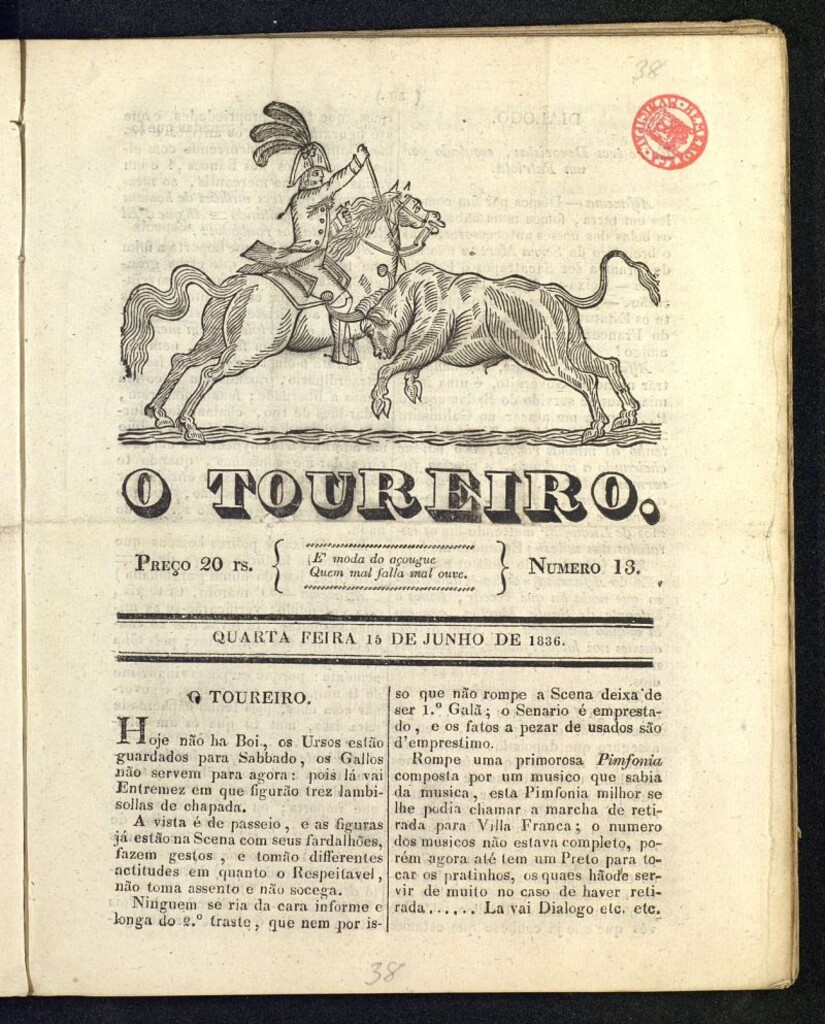 38
O TOUREIRO.
PREÇO 20 RS.
¡E' moda do açougue
Quem mal falla mal ouve.
NUMERO 13.
QUARTA FEIRA 15 DE JUNHO DE 1836.
O TOUREIRO.
Hoje não ha Boi, os Ursos estão
guardados para Sabbado, os Gallos
não servem para agora: pois lá vai
Entremez em que figurão trez lambi-
sollas de chapada.
A vista é de passeio, e as figuras
já estão na Scena com seus fardalhões,
fazem gestos, e tomão differentes
actitudes em quanto o Respeitavel,
não toma assento e não socega.
Ninguem se ria da cara informe e
longa do 2.º traste, que nem por is-
so que não rompe a Scena deixa de
ser 1.º Galã; o Senario é empresta-
do, e os fatos a pezar de usados são
d'emprestimo.
Rompe uma primorosa Pimfonia
composta por um musico que sabia
da musica, esta Pimfonia milhor se
lhe podia chamar a marcha de reti-
rada para Villa Franca; o numero
dos musicos não estava completo, po-
rém agora até tem um Preto para to-
car os pratinhos, os quaes hãode ser-
vir de muito no caso de haver reti-
rada...... La vai Dialogo etc. etc.
38